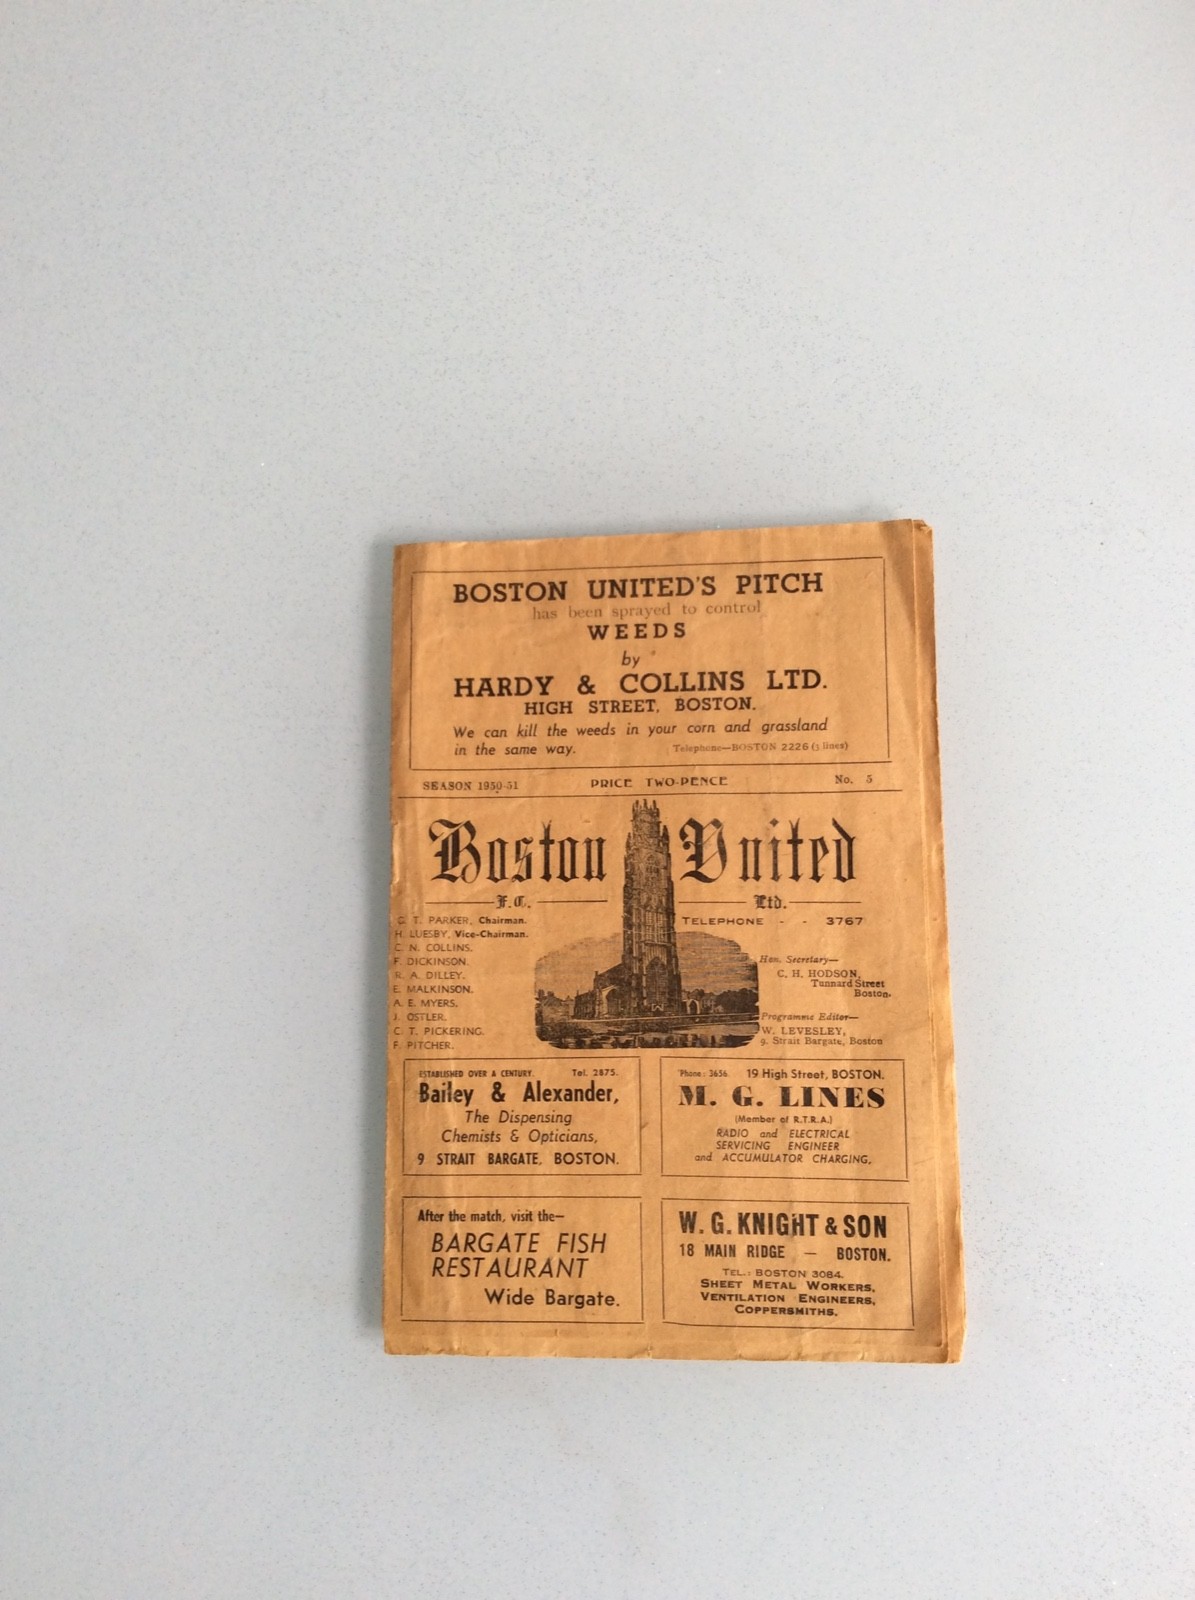 BOSTON UNITED'S PITCH
has been sprayed to control
WEEDS
by
HARDY & COLLINS LTD.
HIGH STREET, BOSTON.
We can kill the weeds in your corn and grassland
in the same way. Telephone—BOSTON 2226 (3 lines)
SEASON 1950-51 PRICE TWO-PENCE No. 5
Boston United
F.C. Ltd.
C. T. PARKER, Chairman.
H. LUESBY, Vice-Chairman.
C. N. COLLINS.
F. DICKINSON.
R. A. DILLEY.
E. MALKINSON.
A. E. MYERS.
J. OSTLER.
C. T. PICKERING.
F. PITCHER.
TELEPHONE - - 3767
Hon. Secretary—
C. H. HODSON,
Tunnard Street
Boston.
Programme Editor—
W. LEVESLEY,
9, Strait Bargate, Boston
ESTABLISHED OVER A CENTURY. Tel. 2875.
Bailey & Alexander,
The Dispensing
Chemists & Opticians,
9 STRAIT BARGATE, BOSTON.
Phone: 3656 19 High Street, BOSTON.
M. G. LINES
(Member of R.T.R.A.)
RADIO and ELECTRICAL
SERVICING ENGINEER
and ACCUMULATOR CHARGING.
After the match, visit the—
BARGATE FISH
RESTAURANT
Wide Bargate.
W. G. KNIGHT & SON
18 MAIN RIDGE — BOSTON.
TEL.: BOSTON 3084.
SHEET METAL WORKERS,
VENTILATION ENGINEERS,
COPPERSMITHS.